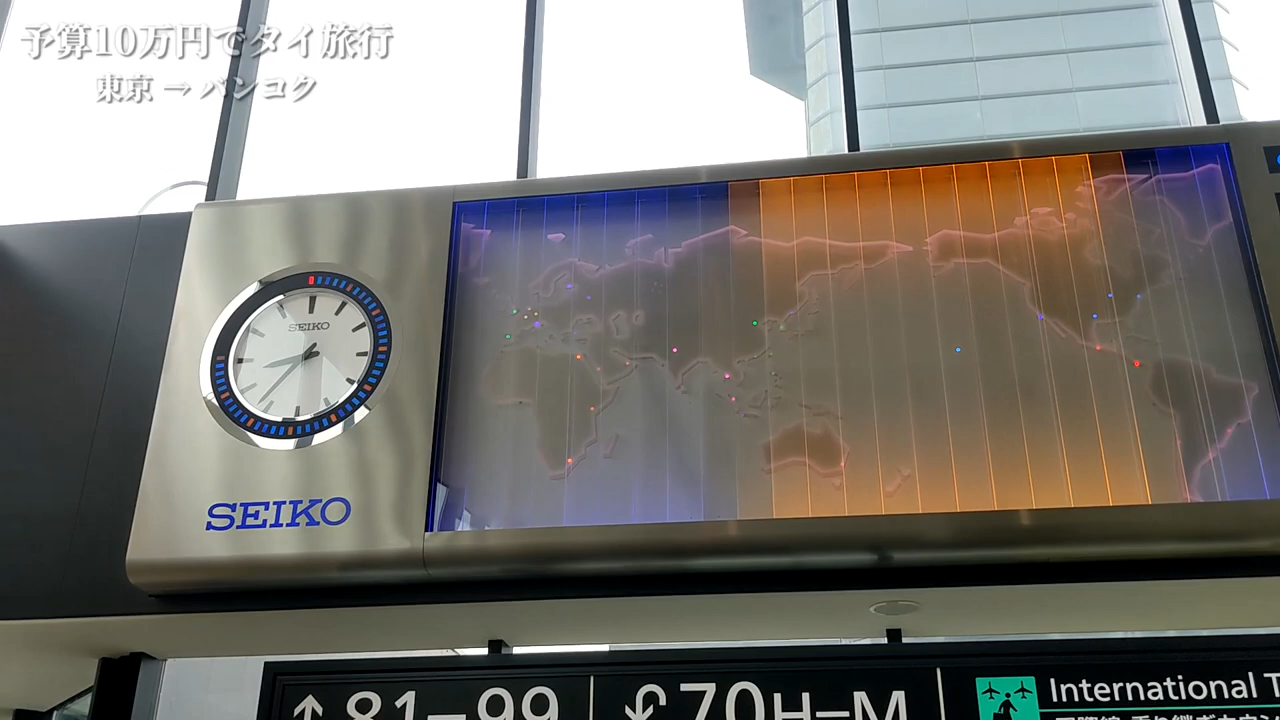 予算10万円でタイ旅行
東京 → バンコク
SEIKO
SEIKO
↑ 81-99
70H-M
International T